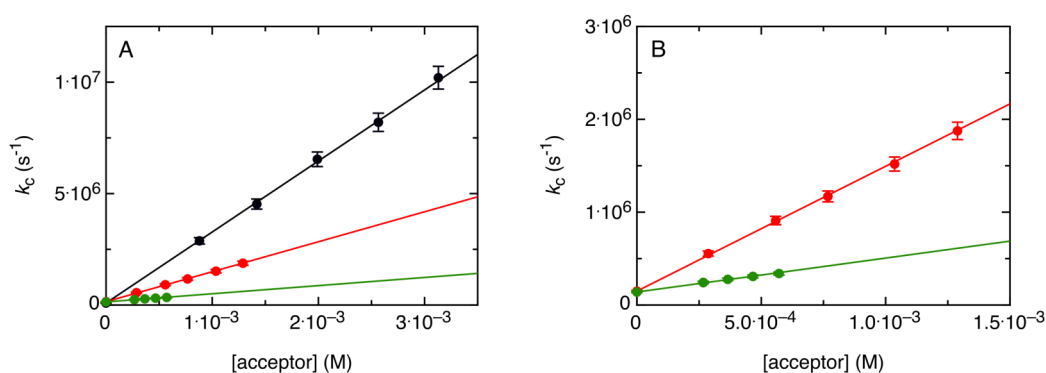 A
1·10⁷
5·10⁶
0
k_c (s⁻¹)
0
1·10⁻³
2·10⁻³
3·10⁻³
[acceptor] (M)
B
3·10⁶
2·10⁶
1·10⁶
0
k_c (s⁻¹)
0
5.0·10⁻⁴
1.0·10⁻³
1.5·10⁻³
[acceptor] (M)